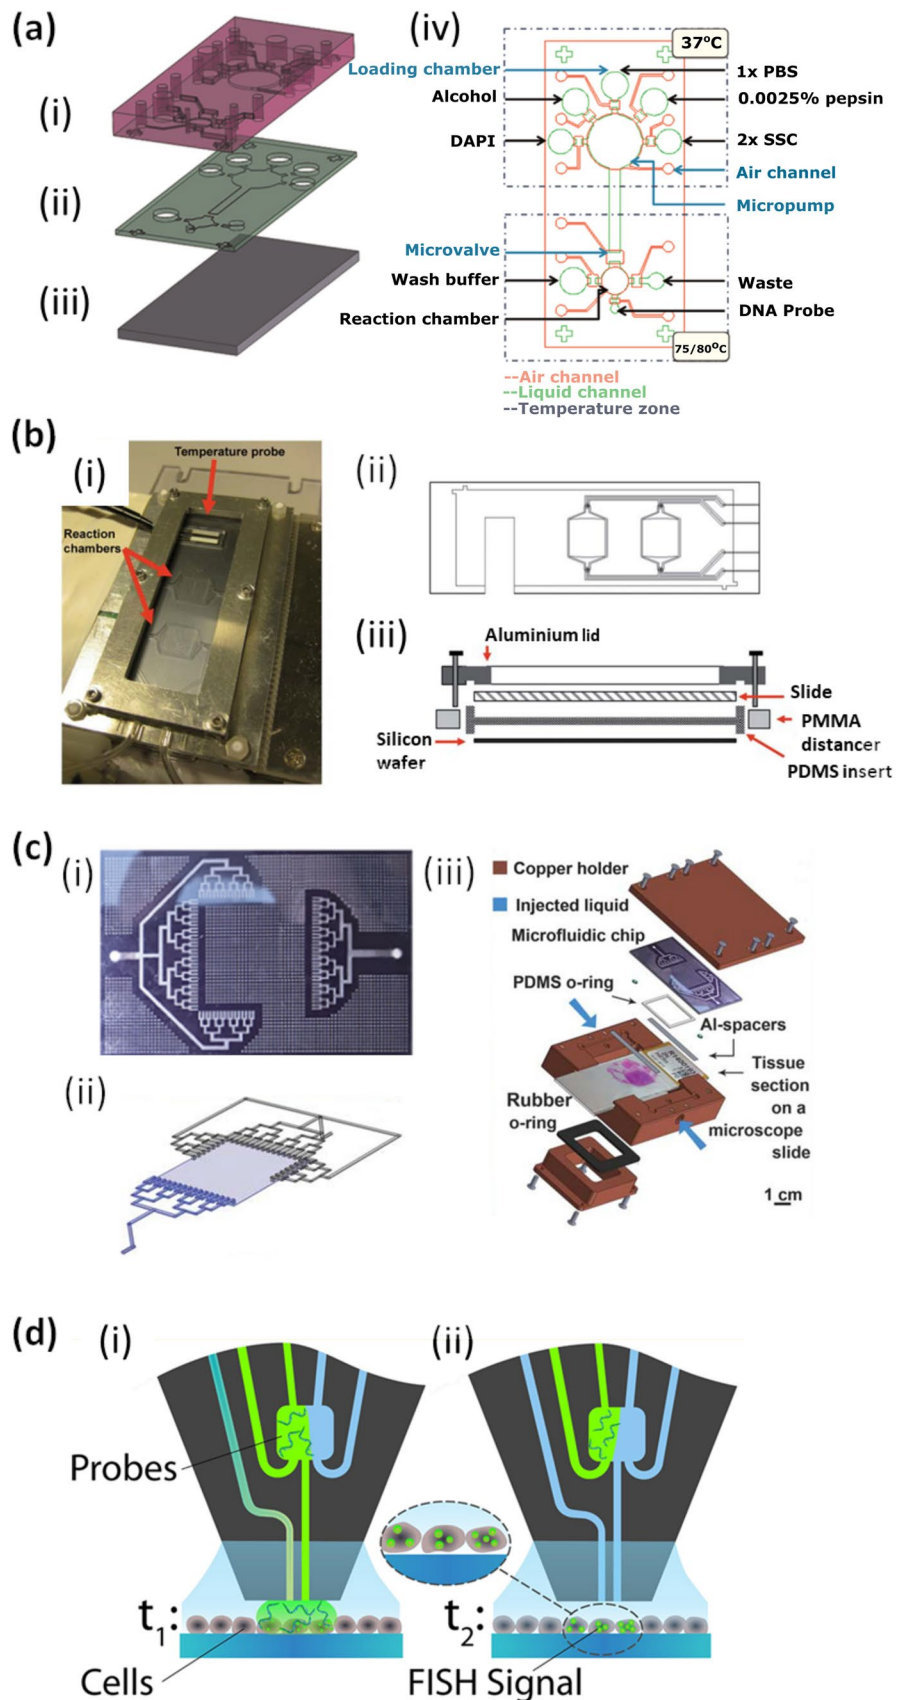 (a)
(i)
(ii)
(iii)
(iv)
37°C
Loading chamber
1x PBS
Alcohol
0.0025% pepsin
DAPI
2x SSC
Air channel
Micropump
Microvalve
Wash buffer
Waste
Reaction chamber
DNA Probe
75/80°C
--Air channel
--Liquid channel
--Temperature zone
(b)
(i)
Temperature probe
Reaction
chambers
(ii)
(iii)
Aluminium lid
Slide
Silicon
wafer
PMMA
distancer
PDMS insert
(c)
(i)
(ii)
(iii)
Copper holder
Injected liquid
Microfluidic chip
PDMS o-ring
Al-spacers
Tissue
section
on a
microscope
slide
Rubber
o-ring
1 cm
(d)
(i)
(ii)
Probes
t1:
t2:
Cells
FISH Signal